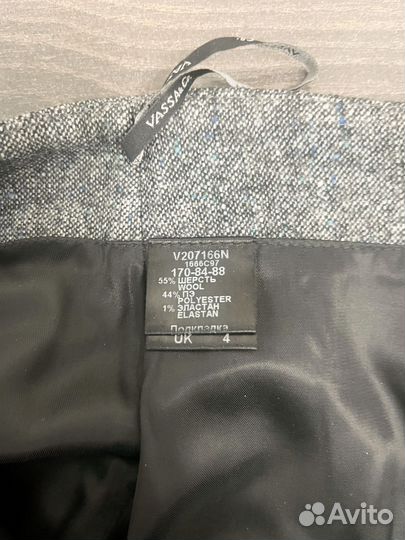 VASSA&Co.
V207166N
1666C97
170-84-88
55% ШЕРСТЬ
WOOL
44% ПЭ
POLYESTER
1% ЭЛАСТАН
ELASTAN
Подкладка
UK 4
Avito